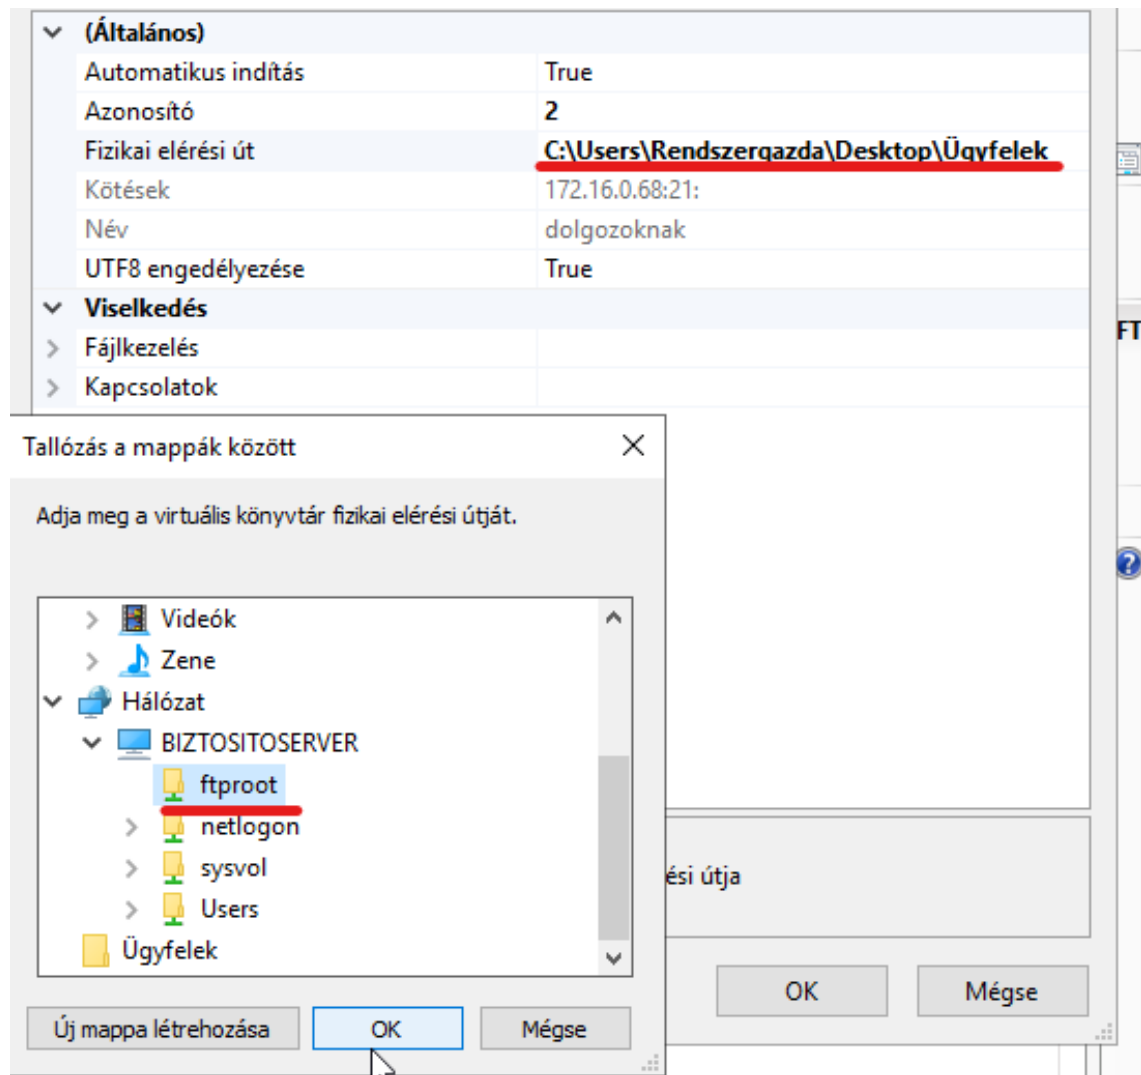 (Általános)
Automatikus indítás True
Azonosító 2
Fizikai elérési út C:\Users\Rendszergazda\Desktop\Ügyfelek
Kötések 172.16.0.68:21:
Név dolgozoknak
UTF8 engedélyezése True
Viselkedés
Fájlkezelés
Kapcsolatok
FT
Tallózás a mappák között
Adja meg a virtuális könyvtár fizikai elérési útját.
Videók
Zene
Hálózat
BIZTOSITOSERVER
ftproot
netlogon
sysvol
Users
Ügyfelek
Új mappa létrehozása OK Mégse
ési útja
OK Mégse